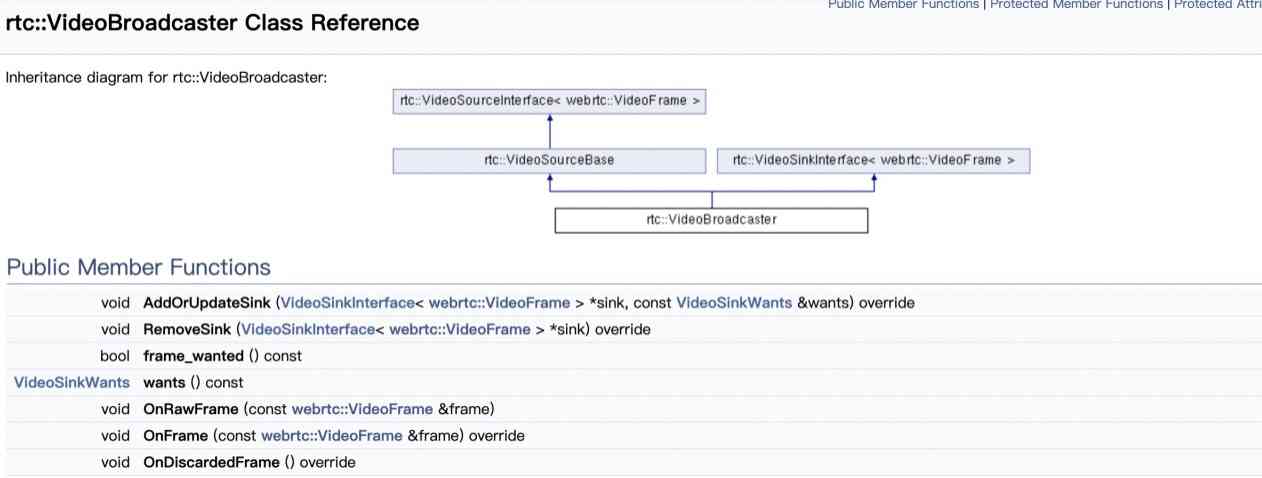 Public Member Functions | Protected Member Functions | Protected Attri
rtc::VideoBroadcaster Class Reference
Inheritance diagram for rtc::VideoBroadcaster:
rtc::VideoSourceInterface< webrtc::VideoFrame >
rtc::VideoSourceBase
rtc::VideoSinkInterface< webrtc::VideoFrame >
rtc::VideoBroadcaster
Public Member Functions
void AddOrUpdateSink (VideoSinkInterface< webrtc::VideoFrame > *sink, const VideoSinkWants &wants) override
void RemoveSink (VideoSinkInterface< webrtc::VideoFrame > *sink) override
bool frame_wanted () const
VideoSinkWants wants () const
void OnRawFrame (const webrtc::VideoFrame &frame)
void OnFrame (const webrtc::VideoFrame &frame) override
void OnDiscardedFrame () override